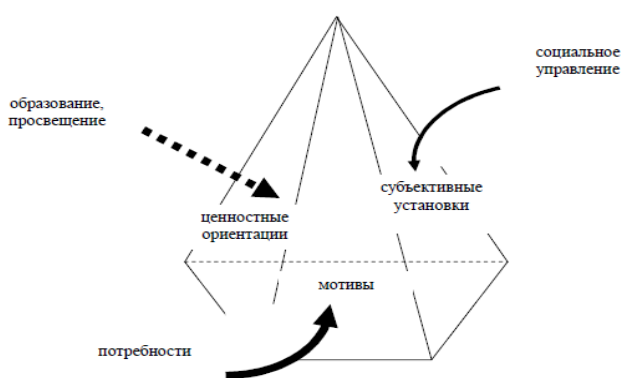 социальное
управление
образование,
просвещение
субъективные
установки
ценностные
ориентации
мотивы
потребности